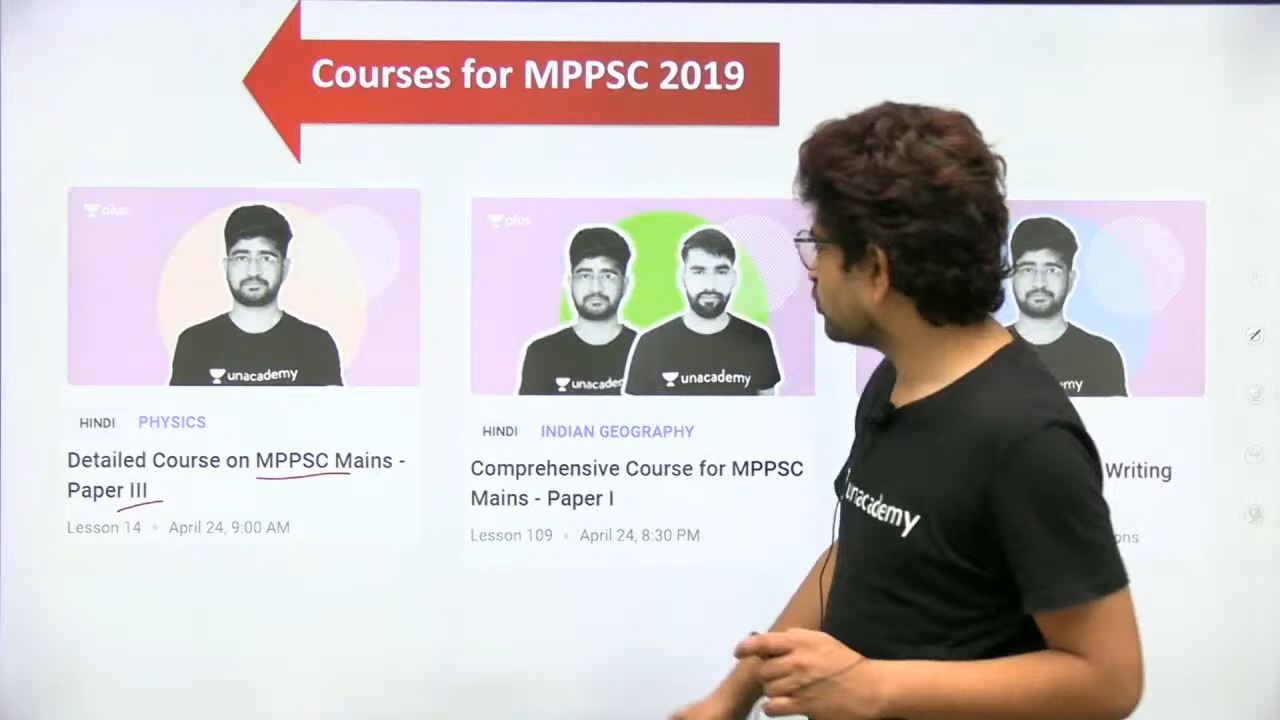 Courses for MPPSC 2019
plus
unacademy
HINDI PHYSICS
Detailed Course on MPPSC Mains -
Paper III
Lesson 14 • April 24, 9:00 AM
plus
unacademy
HINDI INDIAN GEOGRAPHY
Comprehensive Course for MPPSC
Mains - Paper I
Lesson 109 • April 24, 8:30 PM
Writing
unacademy